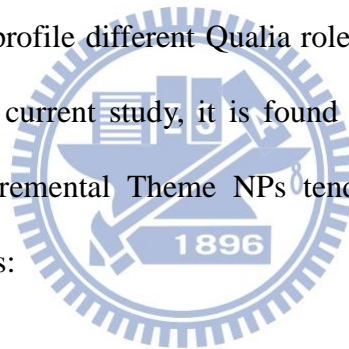 profile different Qualia role
current study, it is found
remental Theme NPs tend
1896
s: